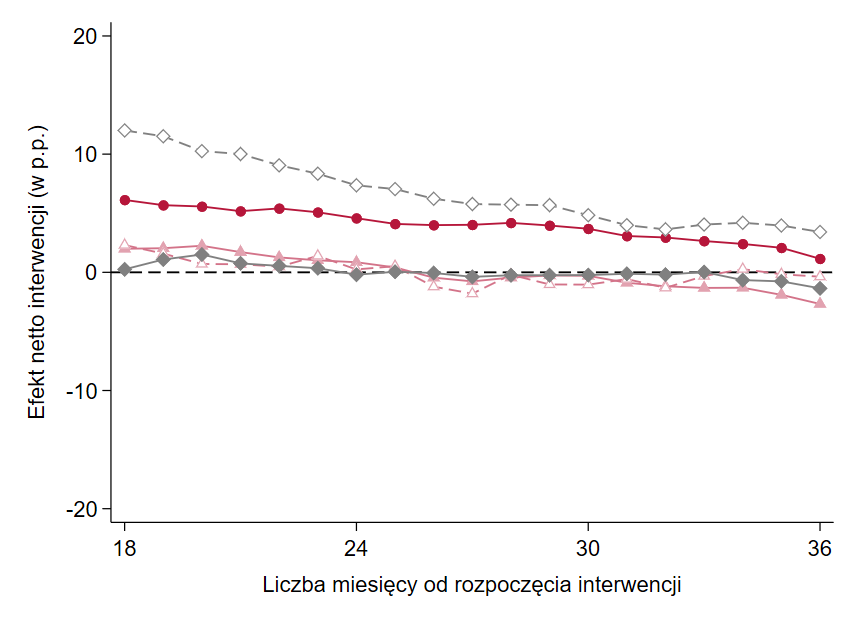 20
10
0
-10
-20
Efekt netto interwencji (w p.p.)
18 24 30 36
Liczba miesięcy od rozpoczęcia interwencji